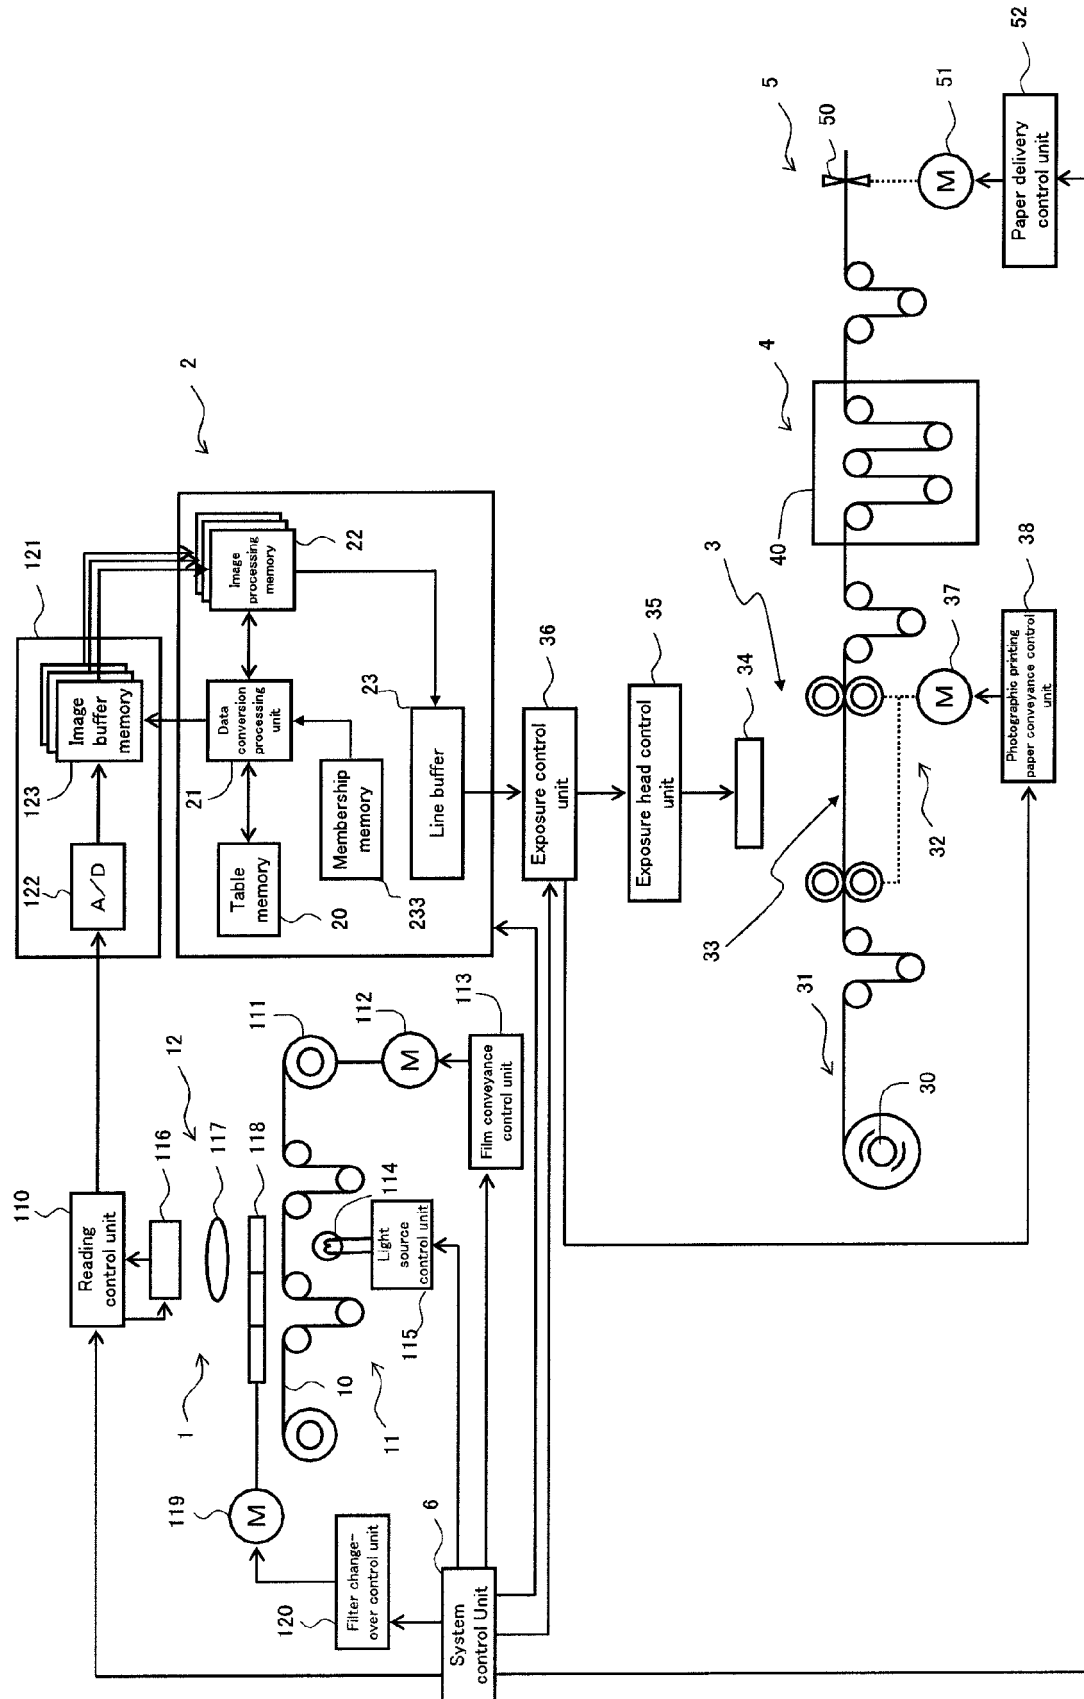 121
123
Image
buffer
memory
122
A/D
2
22
Image
processing
memory
Data
conversion
processing
unit
21
Table
memory
20
Membership
memory
233
23
Line buffer
110
Reading
control unit
116
12
117
118
1
10
11
111
112
M
113
Film conveyance
control unit
114
Light
source
control unit
115
119
M
120
Filter change-
over control unit
6
System
control Unit
36
Exposure control
unit
35
Exposure head control
unit
34
3
33
31
30
32
37
M
38
Photographic printing
paper conveyance control
unit
4
40
5
50
51
M
52
Paper delivery
control unit